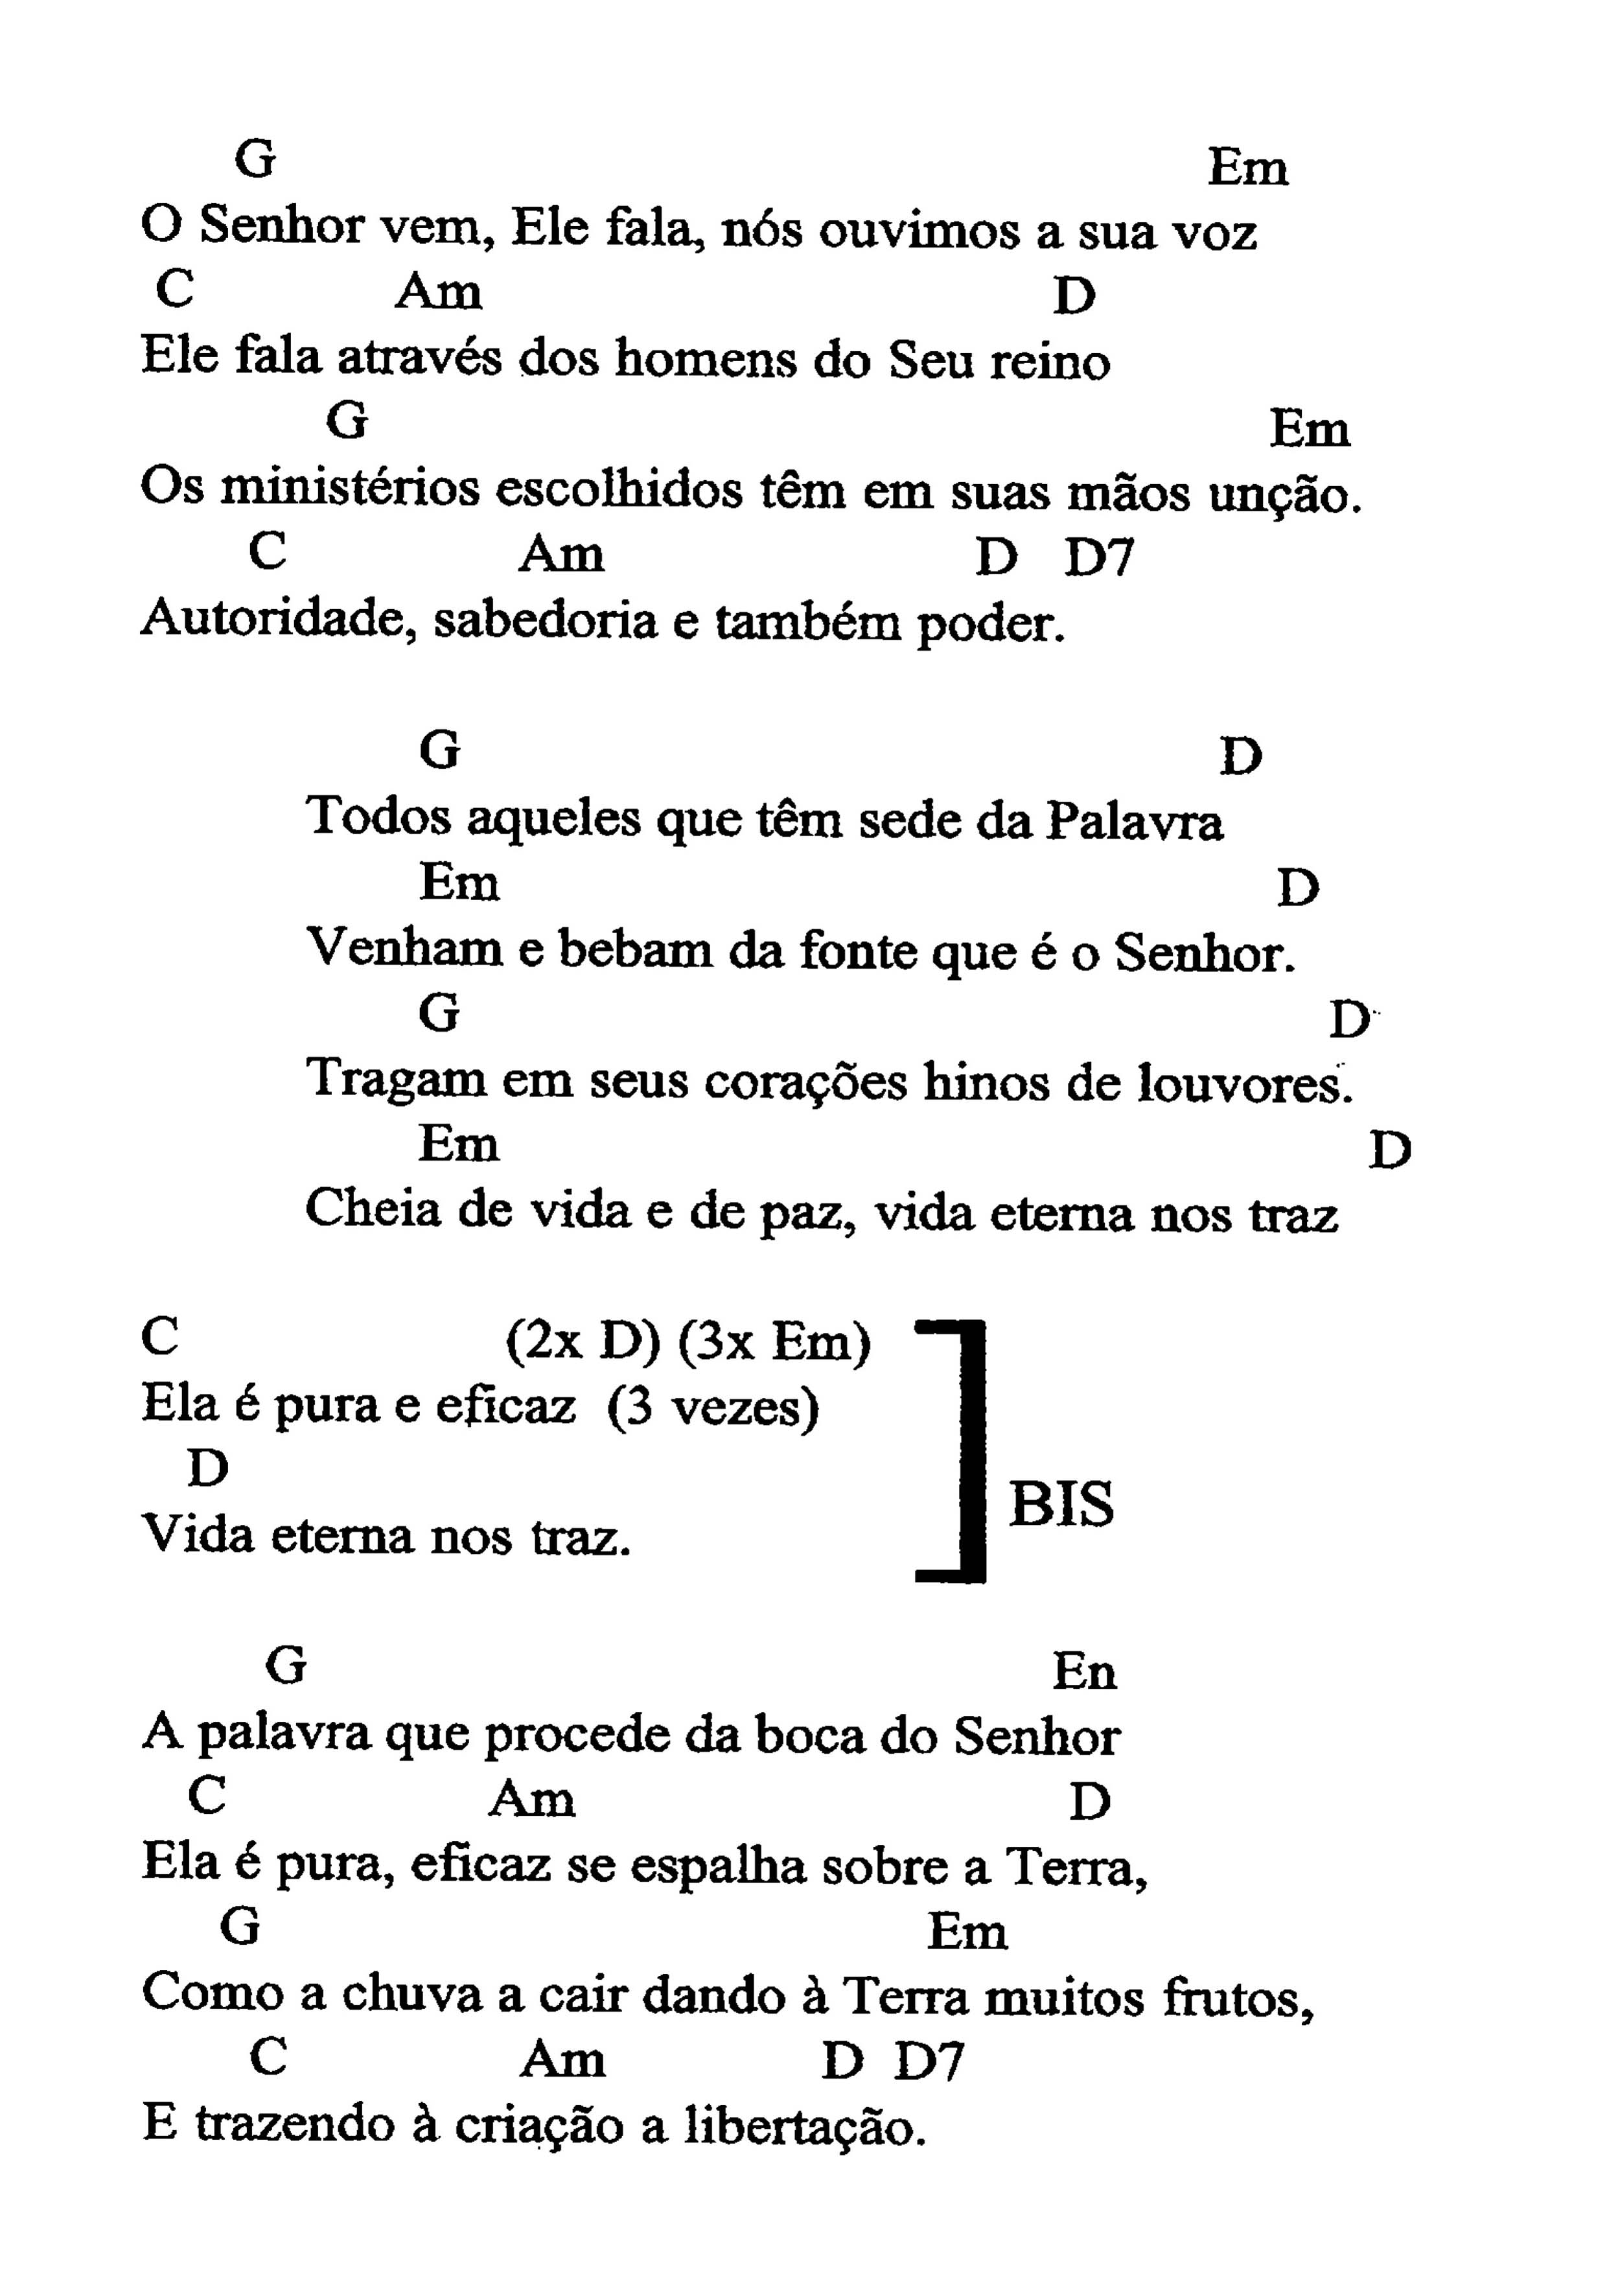 G Em
O Senhor vem, Ele fala, nós ouvimos a sua voz
C Am D
Ele fala através dos homens do Seu reino
G Em
Os ministérios escolhidos têm em suas mãos unção.
C Am D D7
Autoridade, sabedoria e também poder.
G D
Todos aqueles que têm sede da Palavra
Em D
Venham e bebam da fonte que é o Senhor.
G D
Tragam em seus corações hinos de louvores.
Em D
Cheia de vida e de paz, vida eterna nos traz
C (2x D) (3x Em)
Ela é pura e eficaz (3 vezes)
D
Vida eterna nos traz.
BIS
G En
A palavra que procede da boca do Senhor
C Am D
Ela é pura, eficaz se espalha sobre a Terra,
G Em
Como a chuva a cair dando à Terra muitos frutos,
C Am D D7
E trazendo à criação a libertação.